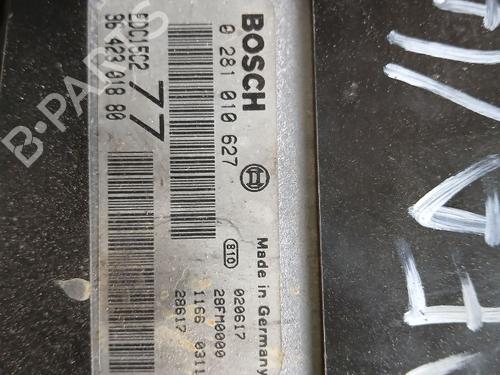 BOSCH
0 281 010 627
77
EDC15C2
96 423 018 80
810
Made in Germany
020617
28FM0000
1166 0311
28617
B-PARTS